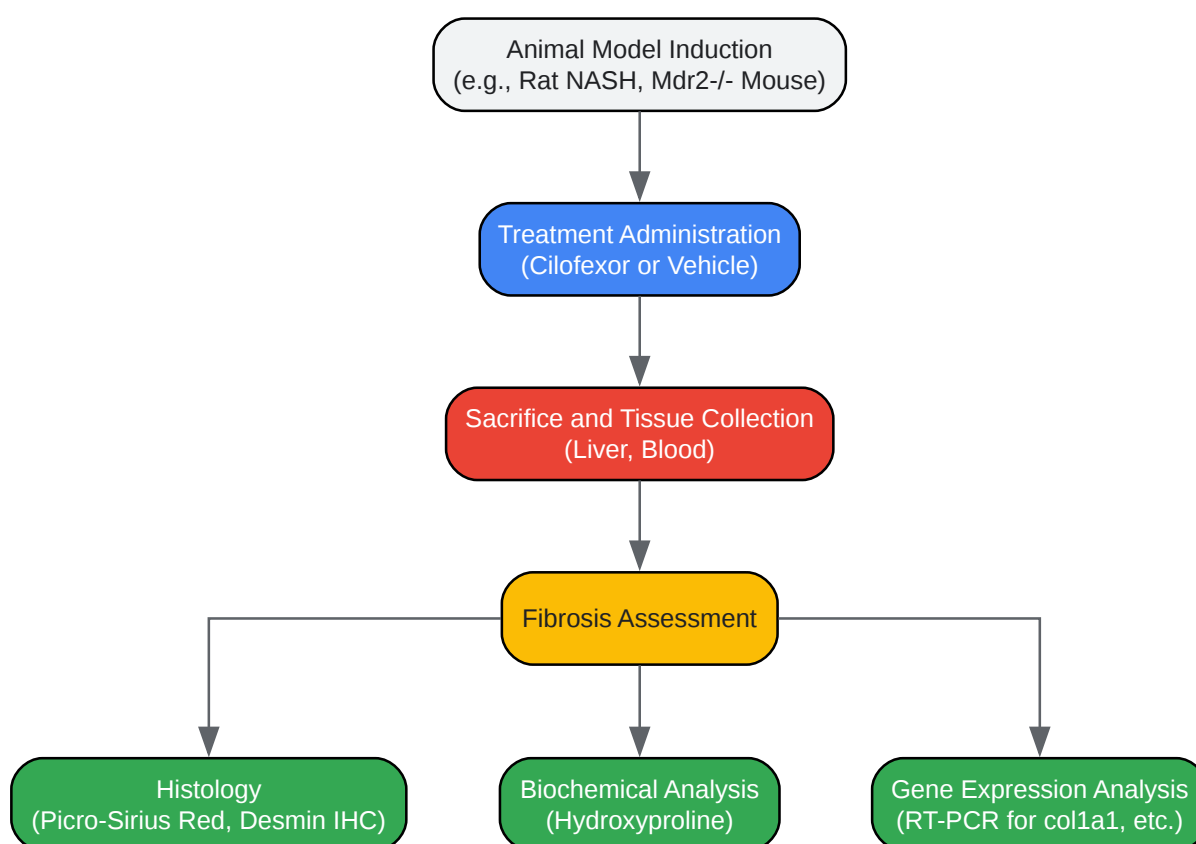 Animal Model Induction
(e.g., Rat NASH, Mdr2-/- Mouse)
Treatment Administration
(Cilofexor or Vehicle)
Sacrifice and Tissue Collection
(Liver, Blood)
Fibrosis Assessment
Histology
(Picro-Sirius Red, Desmin IHC)
Biochemical Analysis
(Hydroxyproline)
Gene Expression Analysis
(RT-PCR for col1a1, etc.)